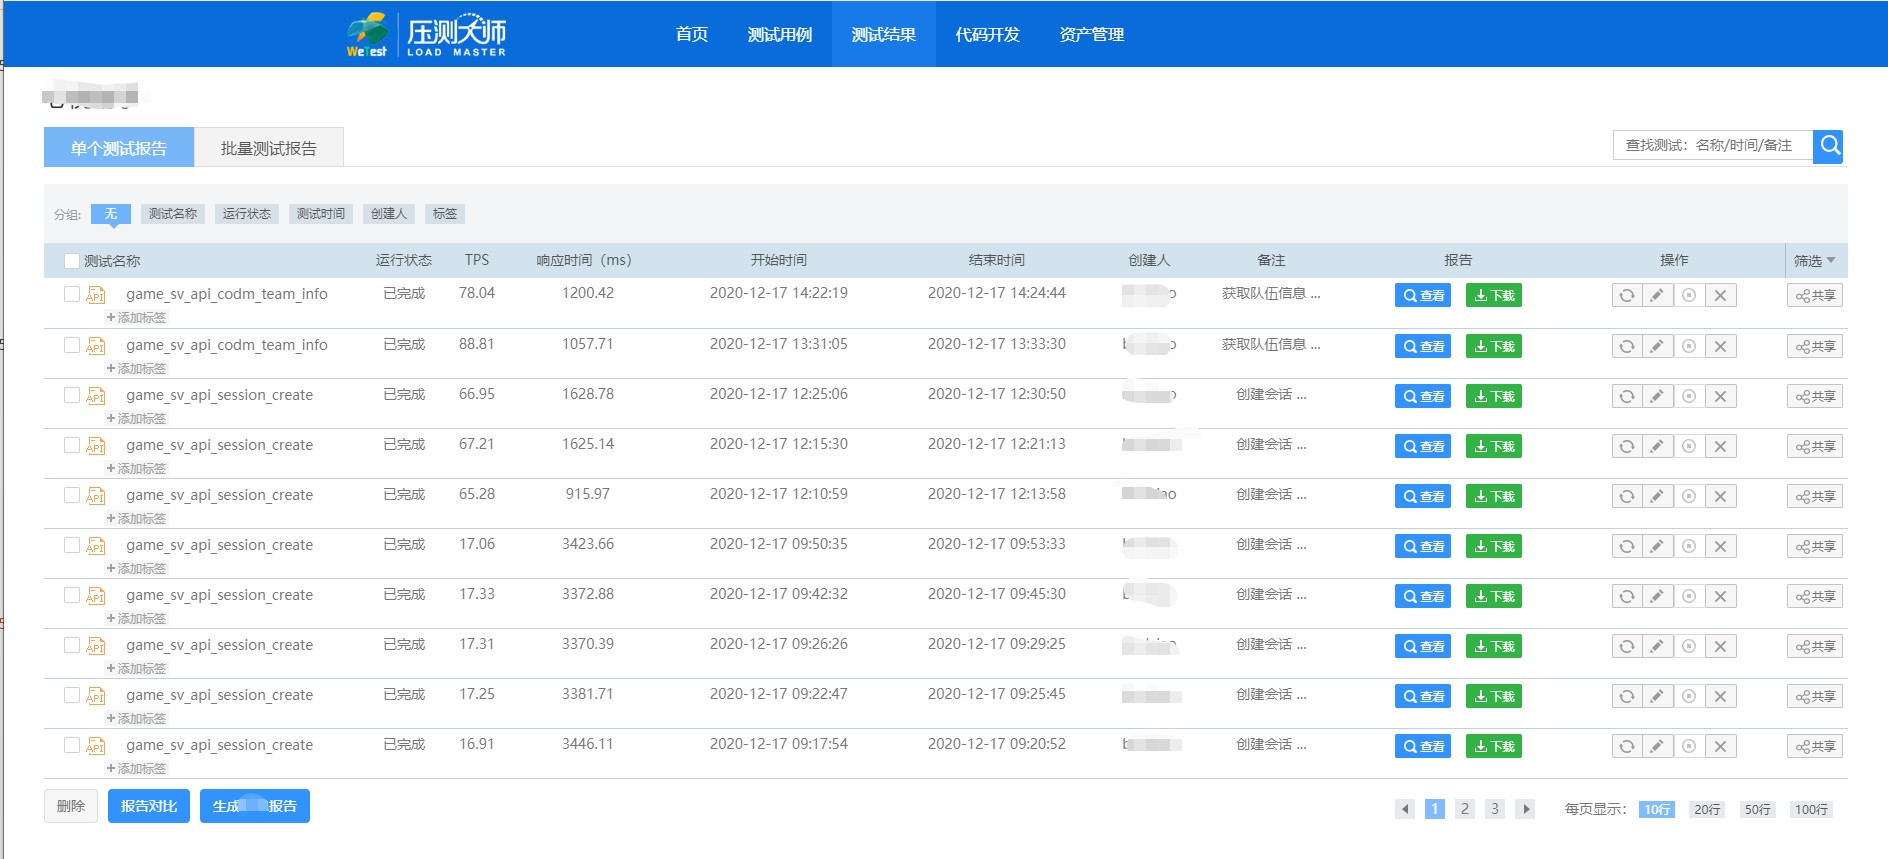 WeTest 压测大师 LOAD MASTER 首页 测试用例 测试结果 代码开发 资产管理
单个测试报告 批量测试报告 查找测试：名称/时间/备注
分组: 无 测试名称 运行状态 测试时间 创建人 标签
测试名称 运行状态 TPS 响应时间（ms） 开始时间 结束时间 创建人 备注 报告 操作 筛选
API game_sv_api_codm_team_info 已完成 78.04 1200.42 2020-12-17 14:22:19 2020-12-17 14:24:44 获取队伍信息 ... 查看 下载 共享
+添加标签
API game_sv_api_codm_team_info 已完成 88.81 1057.71 2020-12-17 13:31:05 2020-12-17 13:33:30 获取队伍信息 ... 查看 下载 共享
+添加标签
API game_sv_api_session_create 已完成 66.95 1628.78 2020-12-17 12:25:06 2020-12-17 12:30:50 创建会话 ... 查看 下载 共享
+添加标签
API game_sv_api_session_create 已完成 67.21 1625.14 2020-12-17 12:15:30 2020-12-17 12:21:13 创建会话 ... 查看 下载 共享
+添加标签
API game_sv_api_session_create 已完成 65.28 915.97 2020-12-17 12:10:59 2020-12-17 12:13:58 创建会话 ... 查看 下载 共享
+添加标签
API game_sv_api_session_create 已完成 17.06 3423.66 2020-12-17 09:50:35 2020-12-17 09:53:33 创建会话 ... 查看 下载 共享
+添加标签
API game_sv_api_session_create 已完成 17.33 3372.88 2020-12-17 09:42:32 2020-12-17 09:45:30 创建会话 ... 查看 下载 共享
+添加标签
API game_sv_api_session_create 已完成 17.31 3370.39 2020-12-17 09:26:26 2020-12-17 09:29:25 创建会话 ... 查看 下载 共享
+添加标签
API game_sv_api_session_create 已完成 17.25 3381.71 2020-12-17 09:22:47 2020-12-17 09:25:45 创建会话 ... 查看 下载 共享
+添加标签
API game_sv_api_session_create 已完成 16.91 3446.11 2020-12-17 09:17:54 2020-12-17 09:20:52 创建会话 ... 查看 下载 共享
+添加标签
删除 报告对比 生成 报告 1 2 3 每页显示： 10行 20行 50行 100行